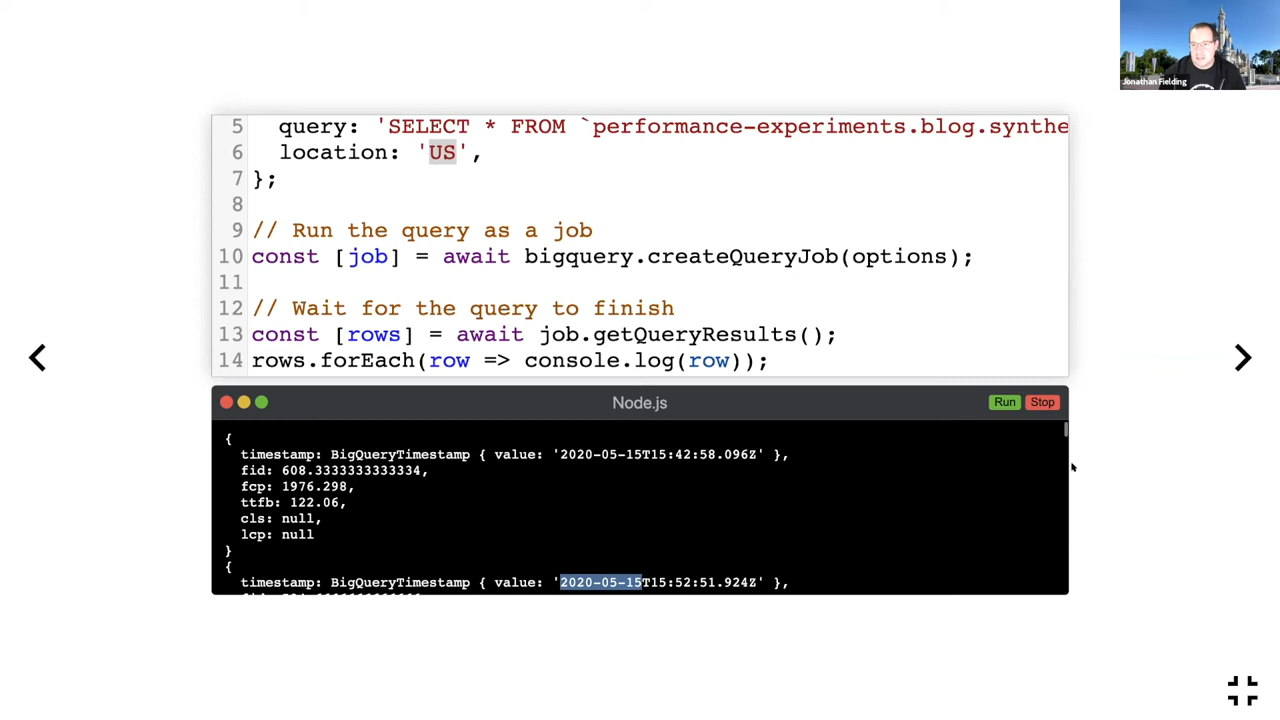 Jonathan Fielding
5 query: 'SELECT * FROM `performance-experiments.blog.synthe
6 location: 'US',
7 };
8
9 // Run the query as a job
10 const [job] = await bigquery.createQueryJob(options);
11
12 // Wait for the query to finish
13 const [rows] = await job.getQueryResults();
14 rows.forEach(row => console.log(row));
Node.js Run Stop
{
timestamp: BigQueryTimestamp { value: '2020-05-15T15:42:58.096Z' },
fid: 608.3333333333334,
fcp: 1976.298,
ttfb: 122.06,
cls: null,
lcp: null
}
{
timestamp: BigQueryTimestamp { value: '2020-05-15T15:52:51.924Z' },